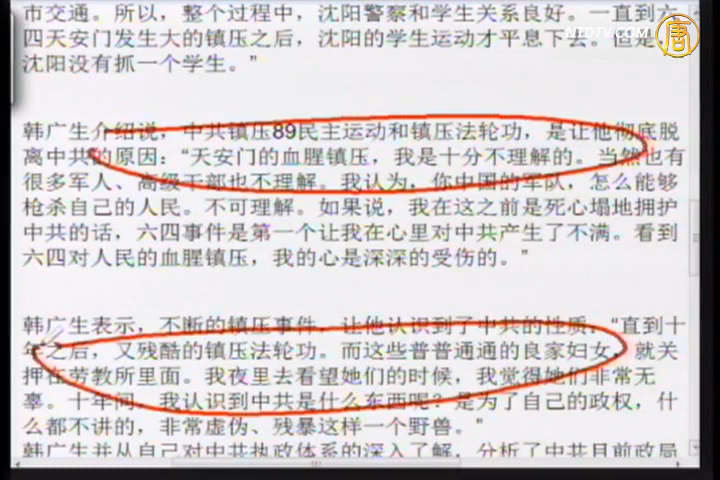 市交通。所以，整个过程中，沈阳警察和学生关系良好。一直到六
四天安门发生大的镇压之后，沈阳的学生运动才平息下去。但是
沈阳没有抓一个学生。”
NTDTV.COM
唐
韩广生介绍说，中共镇压89民主运动和镇压法轮功，是让他彻底脱
离中共的原因：“天安门的血腥镇压，我是十分不理解的。当然也有
很多军人、高级干部也不理解。我认为，你中国的军队，怎么能够
枪杀自己的人民。不可理解。如果说，我在这之前是死心塌地拥护
中共的话，六四事件是第一个让我在心里对中共产生了不满。看到
六四对人民的血腥镇压，我的心是深深的受伤的。”
韩广生表示，不断的镇压事件，让他认识到了中共的性质。“直到十
年之后，又残酷的镇压法轮功。而这些普普通通的良家妇女，就关
押在劳教所里面。我夜里去看望她们的时候，我觉得她们非常无
辜。十年间，我认识到中共是什么东西呢？是为了自己的政权，什
么都不讲的，非常虚伪、残暴这样一个野兽。”
韩广生并从自己对中共执政体系的深入了解，分析了中共目前政局